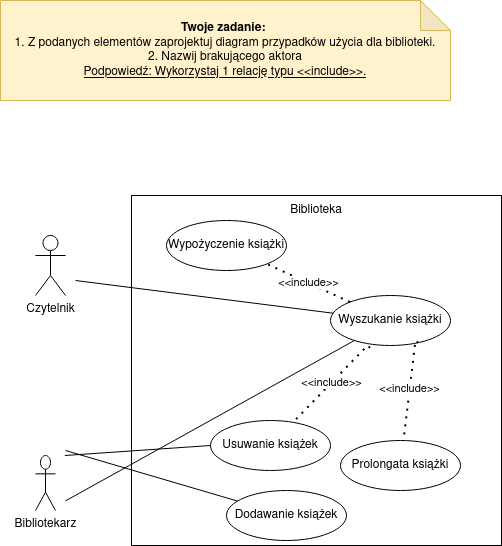 Twoje zadanie:
1. Z podanych elementów zaprojektuj diagram przypadków użycia dla biblioteki.
2. Nazwij brakującego aktora
Podpowiedź: Wykorzystaj 1 relację typu <<include>>.
Biblioteka
Wypożyczenie książki
<<include>>
Czytelnik
Wyszukanie książki
<<include>>
<<include>>
Usuwanie książek
Prolongata książki
Bibliotekarz
Dodawanie książek